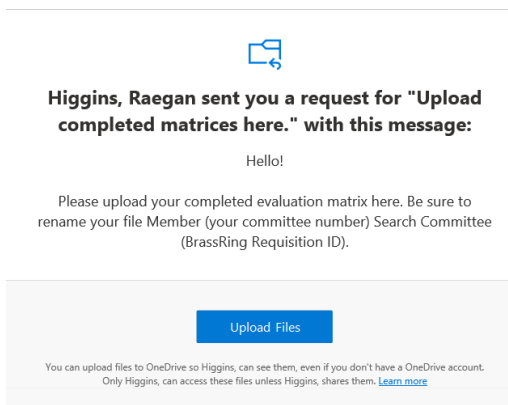 Higgins, Raegan sent you a request for "Upload
completed matrices here." with this message:
Hello!
Please upload your completed evaluation matrix here. Be sure to
rename your file Member (your committee number) Search Committee
(BrassRing Requisition ID).
Upload Files
You can upload files to OneDrive so Higgins, can see them, even if you don't have a OneDrive account.
Only Higgins, can access these files unless Higgins, shares them. Learn more